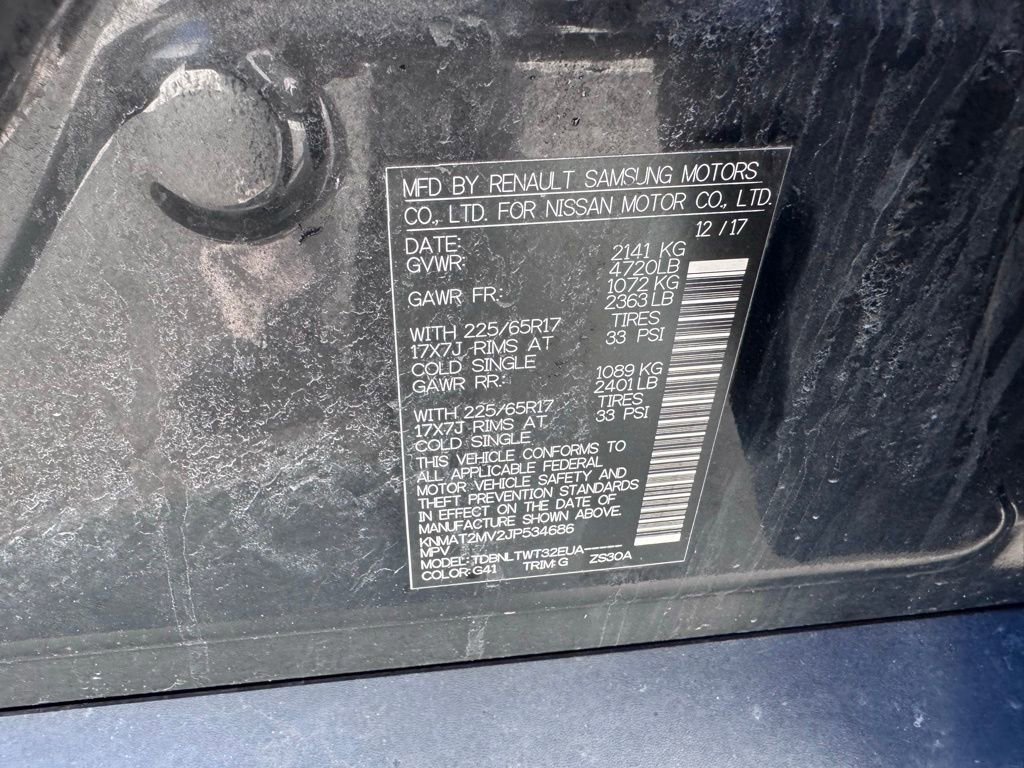 MFD BY RENAULT SAMSUNG MOTORS
CO., LTD. FOR NISSAN MOTOR CO., LTD.
DATE: 12 / 17
GVWR: 2141 KG
4720LB
GAWR FR: 1072 KG
2363 LB
WITH 225/65R17 TIRES
17X7J RIMS AT 33 PSI
COLD SINGLE
GAWR RR: 1089 KG
2401 LB
WITH 225/65R17 TIRES
17X7J RIMS AT 33 PSI
COLD SINGLE
THIS VEHICLE CONFORMS TO
ALL APPLICABLE FEDERAL
MOTOR VEHICLE SAFETY AND
THEFT PREVENTION STANDARDS
IN EFFECT ON THE DATE OF
MANUFACTURE SHOWN ABOVE.
KNMAT2MV2JP534686
MPV
MODEL: TDBNLTWT32EUA-----
COLOR: G41 TRIM: G ZS30A